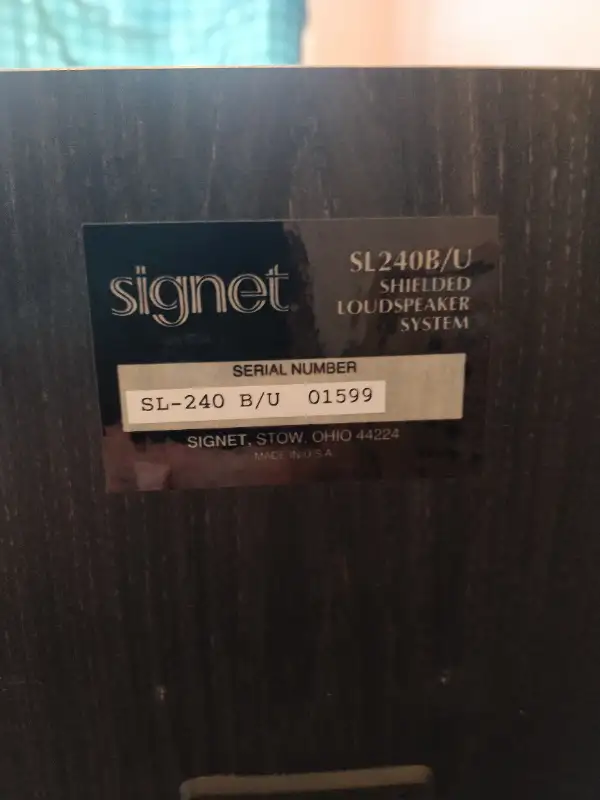 signet
SL240B/U
SHIELDED
LOUDSPEAKER
SYSTEM
SERIAL NUMBER
SL-240 B/U 01599
SIGNET, STOW, OHIO 44224
MADE IN U.S.A.